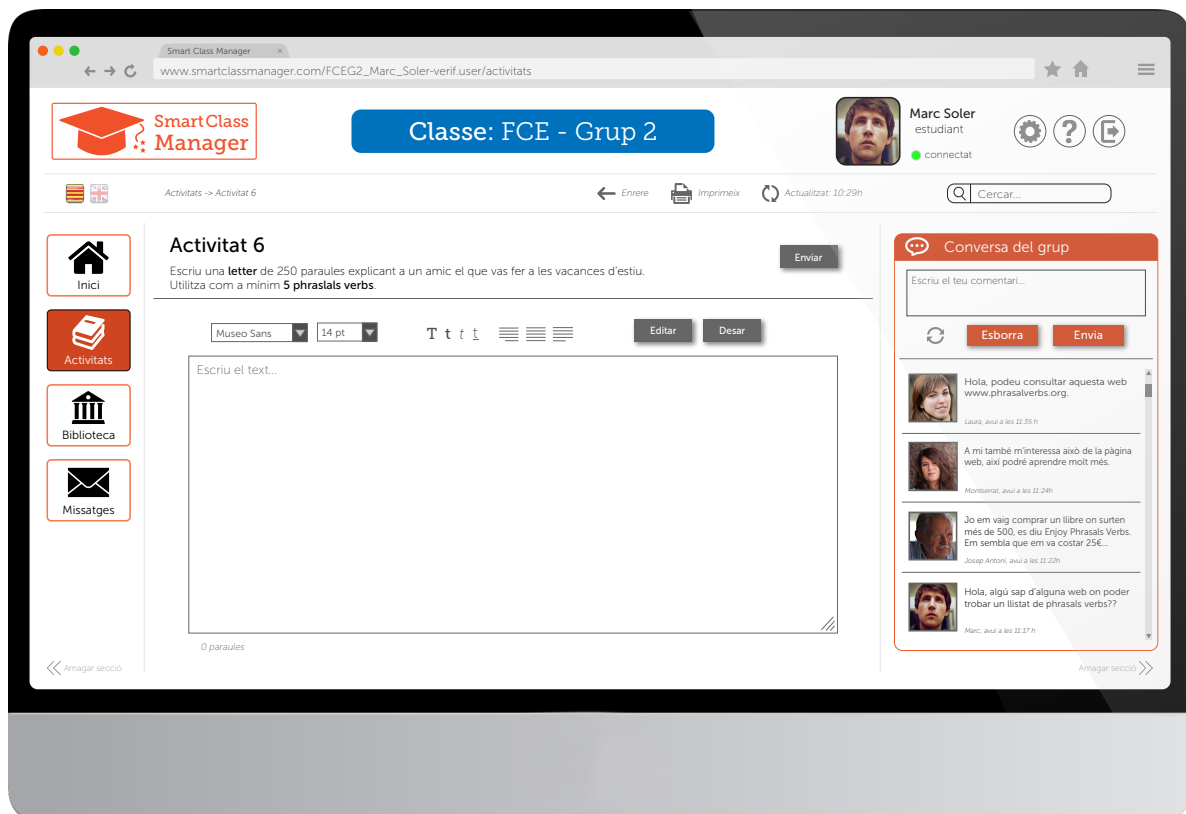 Smart Class Manager ×
www.smartclassmanager.com/FCEG2_Marc_Soler-verif.user/activitats
SmartClass
Manager
Classe: FCE - Grup 2
Marc Soler
estudiant
connectat
?
Activitats -> Activitat 6
Enrere
Imprimeix
Actualitzat: 10:29h
Cercar...
Inici
Activitats
Biblioteca
Missatges
Amagar secció
Activitat 6
Escriu una letter de 250 paraules explicant a un amic el que vas fer a les vacances d'estiu.
Utilitza com a mínim 5 phraslals verbs.
Enviar
Museo Sans
14 pt
T t t t
Editar
Desar
Escriu el text...
0 paraules
Conversa del grup
Escriu el teu comentari...
Esborra
Envia
Hola, podeu consultar aquesta web
www.phrasalverbs.org.
Laura, avui a les 11:35 h
A mi també m'interessa això de la pàgina
web, així podré aprendre molt més.
Montserrat, avui a les 11:24h
Jo em vaig comprar un llibre on surten
més de 500, es diu Enjoy Phrasals Verbs.
Em sembla que em va costar 25€...
Josep Antoni, avui a les 11:22h
Hola, algú sap d'alguna web on poder
trobar un llistat de phrasals verbs??
Marc, avui a les 11.17 h
Amagar secció